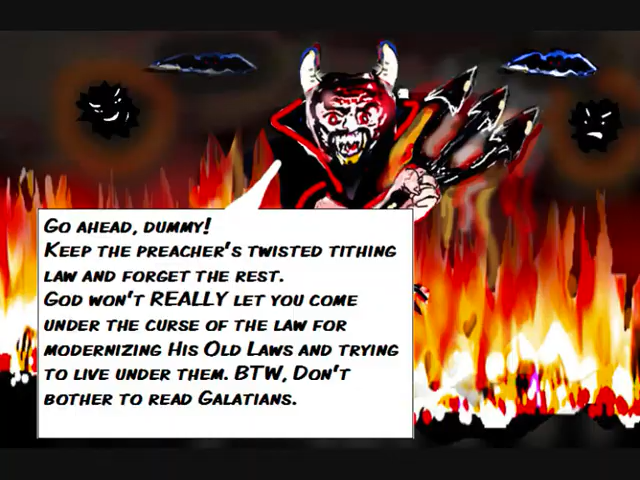 Go ahead, dummy!
Keep the preacher's twisted tithing
law and forget the rest.
God won't REALLY let you come
under the curse of the law for
modernizing His Old Laws and trying
to live under them. BTW, Don't
bother to read Galatians.